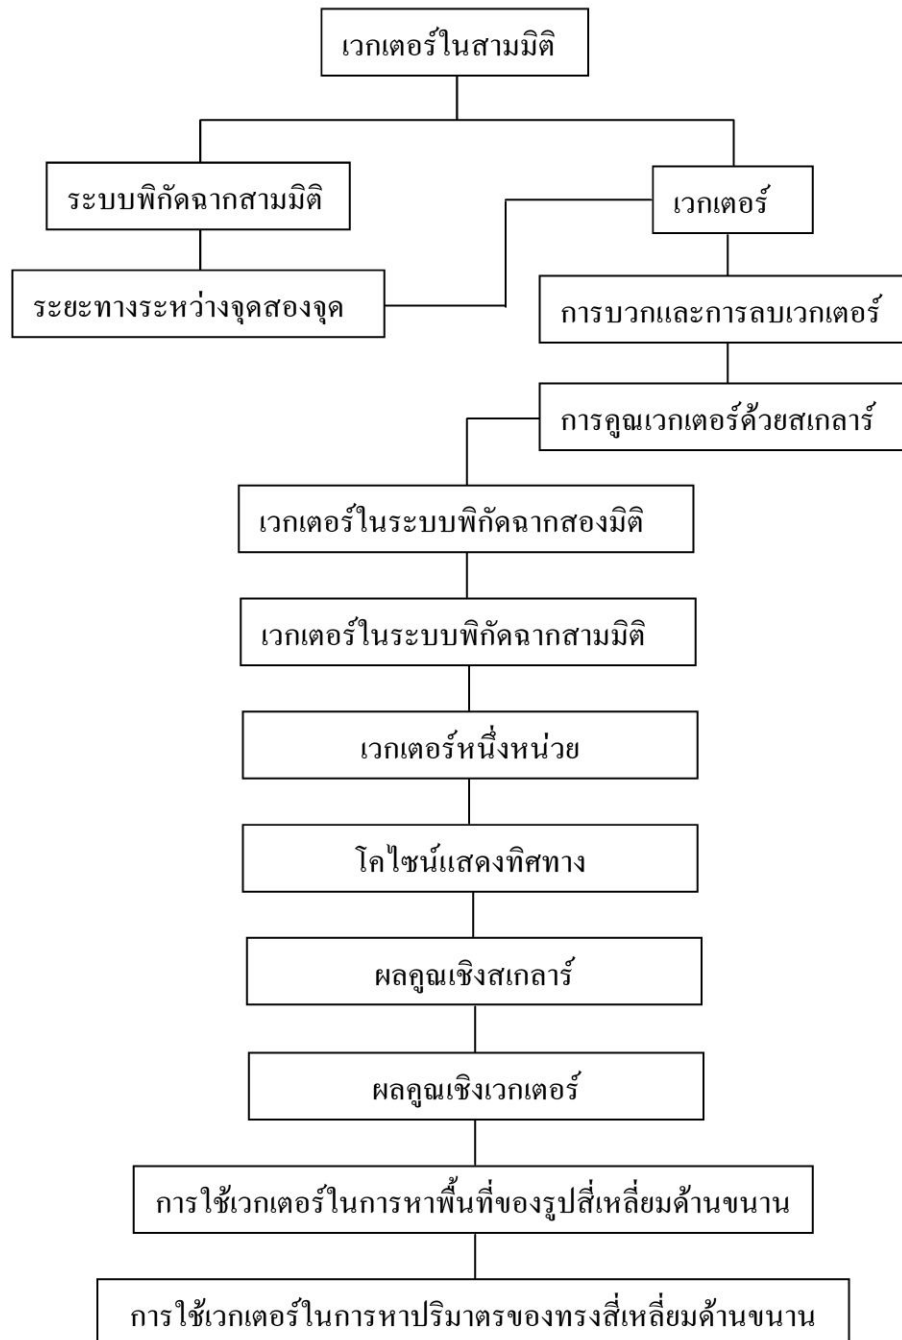 เวกเตอร์ในสามมิติ
ระบบพิกัดฉากสามมิติ
เวกเตอร์
ระยะทางระหว่างจุดสองจุด
การบวกและการลบเวกเตอร์
การคูณเวกเตอร์ด้วยสเกลาร์
เวกเตอร์ในระบบพิกัดฉากสองมิติ
เวกเตอร์ในระบบพิกัดฉากสามมิติ
เวกเตอร์หนึ่งหน่วย
โคไซน์แสดงทิศทาง
ผลคูณเชิงสเกลาร์
ผลคูณเชิงเวกเตอร์
การใช้เวกเตอร์ในการหาพื้นที่ของรูปสี่เหลี่ยมด้านขนาน
การใช้เวกเตอร์ในการหาปริมาตรของทรงสี่เหลี่ยมด้านขนาน